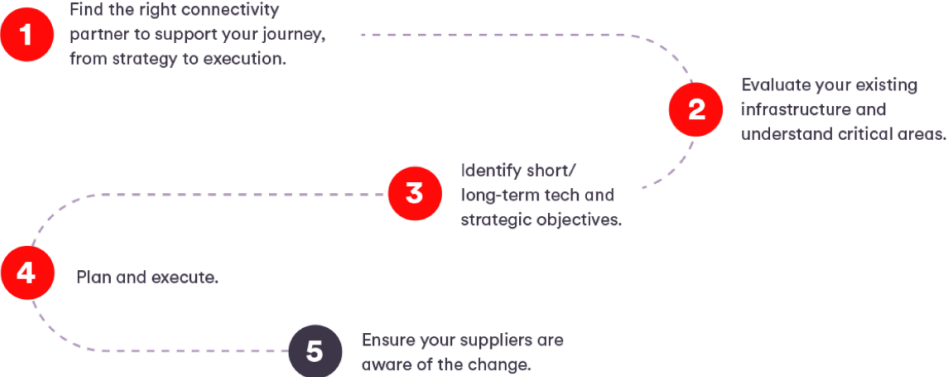 1
Find the right connectivity
partner to support your journey,
from strategy to execution.
2
Evaluate your existing
infrastructure and
understand critical areas.
3
Identify short/
long-term tech and
strategic objectives.
4
Plan and execute.
5
Ensure your suppliers are
aware of the change.